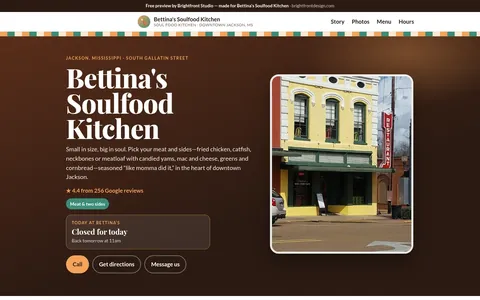 Free preview by Brightfront Studio — made for Bettina's Soulfood Kitchen · brightfrontdesign.com
Bettina's Soulfood Kitchen
SOUL FOOD KITCHEN · DOWNTOWN JACKSON, MS
Story
Photos
Menu
Hours
JACKSON, MISSISSIPPI · SOUTH GALLATIN STREET
Bettina's
Soulfood
Kitchen
Small in size, big in soul. Pick your meat and sides—fried chicken, catfish,
neckbones or meatloaf with candied yams, mac and cheese, greens and
cornbread—seasoned "like momma did it," in the heart of downtown
Jackson.
★ 4.4 from 256 Google reviews
Meat & two sides
TODAY AT BETTINA'S
Closed for today
Back tomorrow at 11am
Call
Get directions
Message us
RESTAURANT